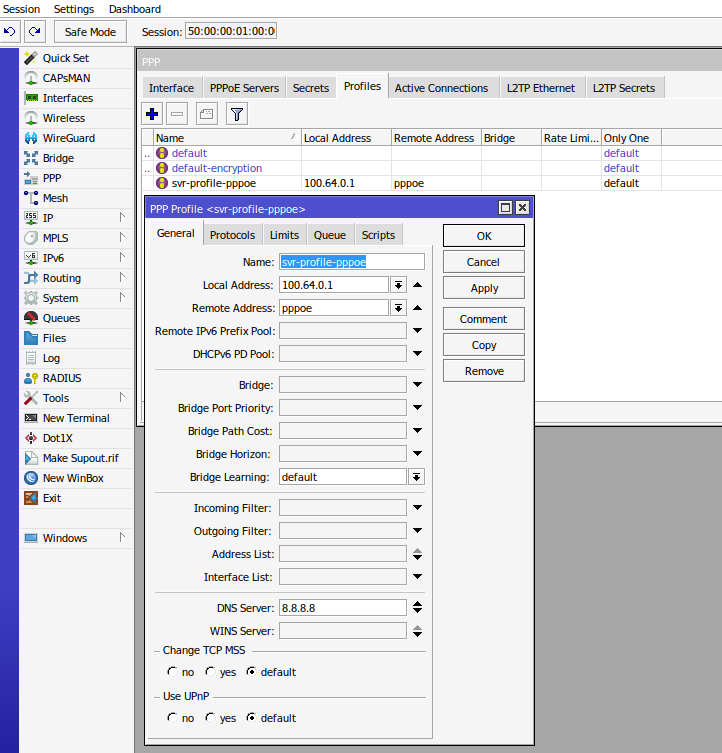 Session Settings Dashboard
Safe Mode Session: 50:00:00:01:00:0
Quick Set
CAPsMAN
Interfaces
Wireless
WireGuard
Bridge
PPP
Mesh
IP
MPLS
IPv6
Routing
System
Queues
Files
Log
RADIUS
Tools
New Terminal
Dot1X
Make Supout.rif
New WinBox
Exit
Windows
PPP
Interface PPPoE Servers Secrets Profiles Active Connections L2TP Ethernet L2TP Secrets
Name Local Address Remote Address Bridge Rate Limi... Only One
.. default default
.. default-encryption default
svr-profile-pppoe 100.64.0.1 pppoe default
PPP Profile <svr-profile-pppoe>
General Protocols Limits Queue Scripts
Name: svr-profile-pppoe
Local Address: 100.64.0.1
Remote Address: pppoe
Remote IPv6 Prefix Pool:
DHCPv6 PD Pool:
Bridge:
Bridge Port Priority:
Bridge Path Cost:
Bridge Horizon:
Bridge Learning: default
Incoming Filter:
Outgoing Filter:
Address List:
Interface List:
DNS Server: 8.8.8.8
WINS Server:
Change TCP MSS
no yes default
Use UPnP
no yes default
OK
Cancel
Apply
Comment
Copy
Remove